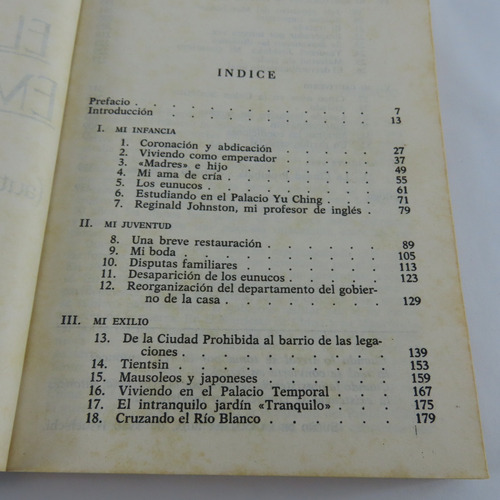 INDICE
Prefacio . . . . . . . . . . . . 7
Introducción . . . . . . . . . . . 13
I. MI INFANCIA
1. Coronación y abdicación . . . . . . 27
2. Viviendo como emperador . . . . . . 37
3. «Madres» e hijo . . . . . . . . 49
4. Mi ama de cría . . . . . . . . 55
5. Los eunucos . . . . . . . . . 61
6. Estudiando en el Palacio Yu Ching . . . . 71
7. Reginald Johnston, mi profesor de inglés . . . 79
II. MI JUVENTUD
8. Una breve restauración . . . . . . 89
9. Mi boda . . . . . . . . . . 105
10. Disputas familiares . . . . . . . 113
11. Desaparición de los eunucos . . . . . 123
12. Reorganización del departamento del gobier-
no de la casa . . . . . . . . 129
III. MI EXILIO
13. De la Ciudad Prohibida al barrio de las lega-
ciones . . . . . . . . . . 139
14. Tientsin . . . . . . . . . . 153
15. Mausoleos y japoneses . . . . . . 159
16. Viviendo en el Palacio Temporal . . . . 167
17. El intranquilo jardín «Tranquilo» . . . . 175
18. Cruzando el Río Blanco . . . . . . 179